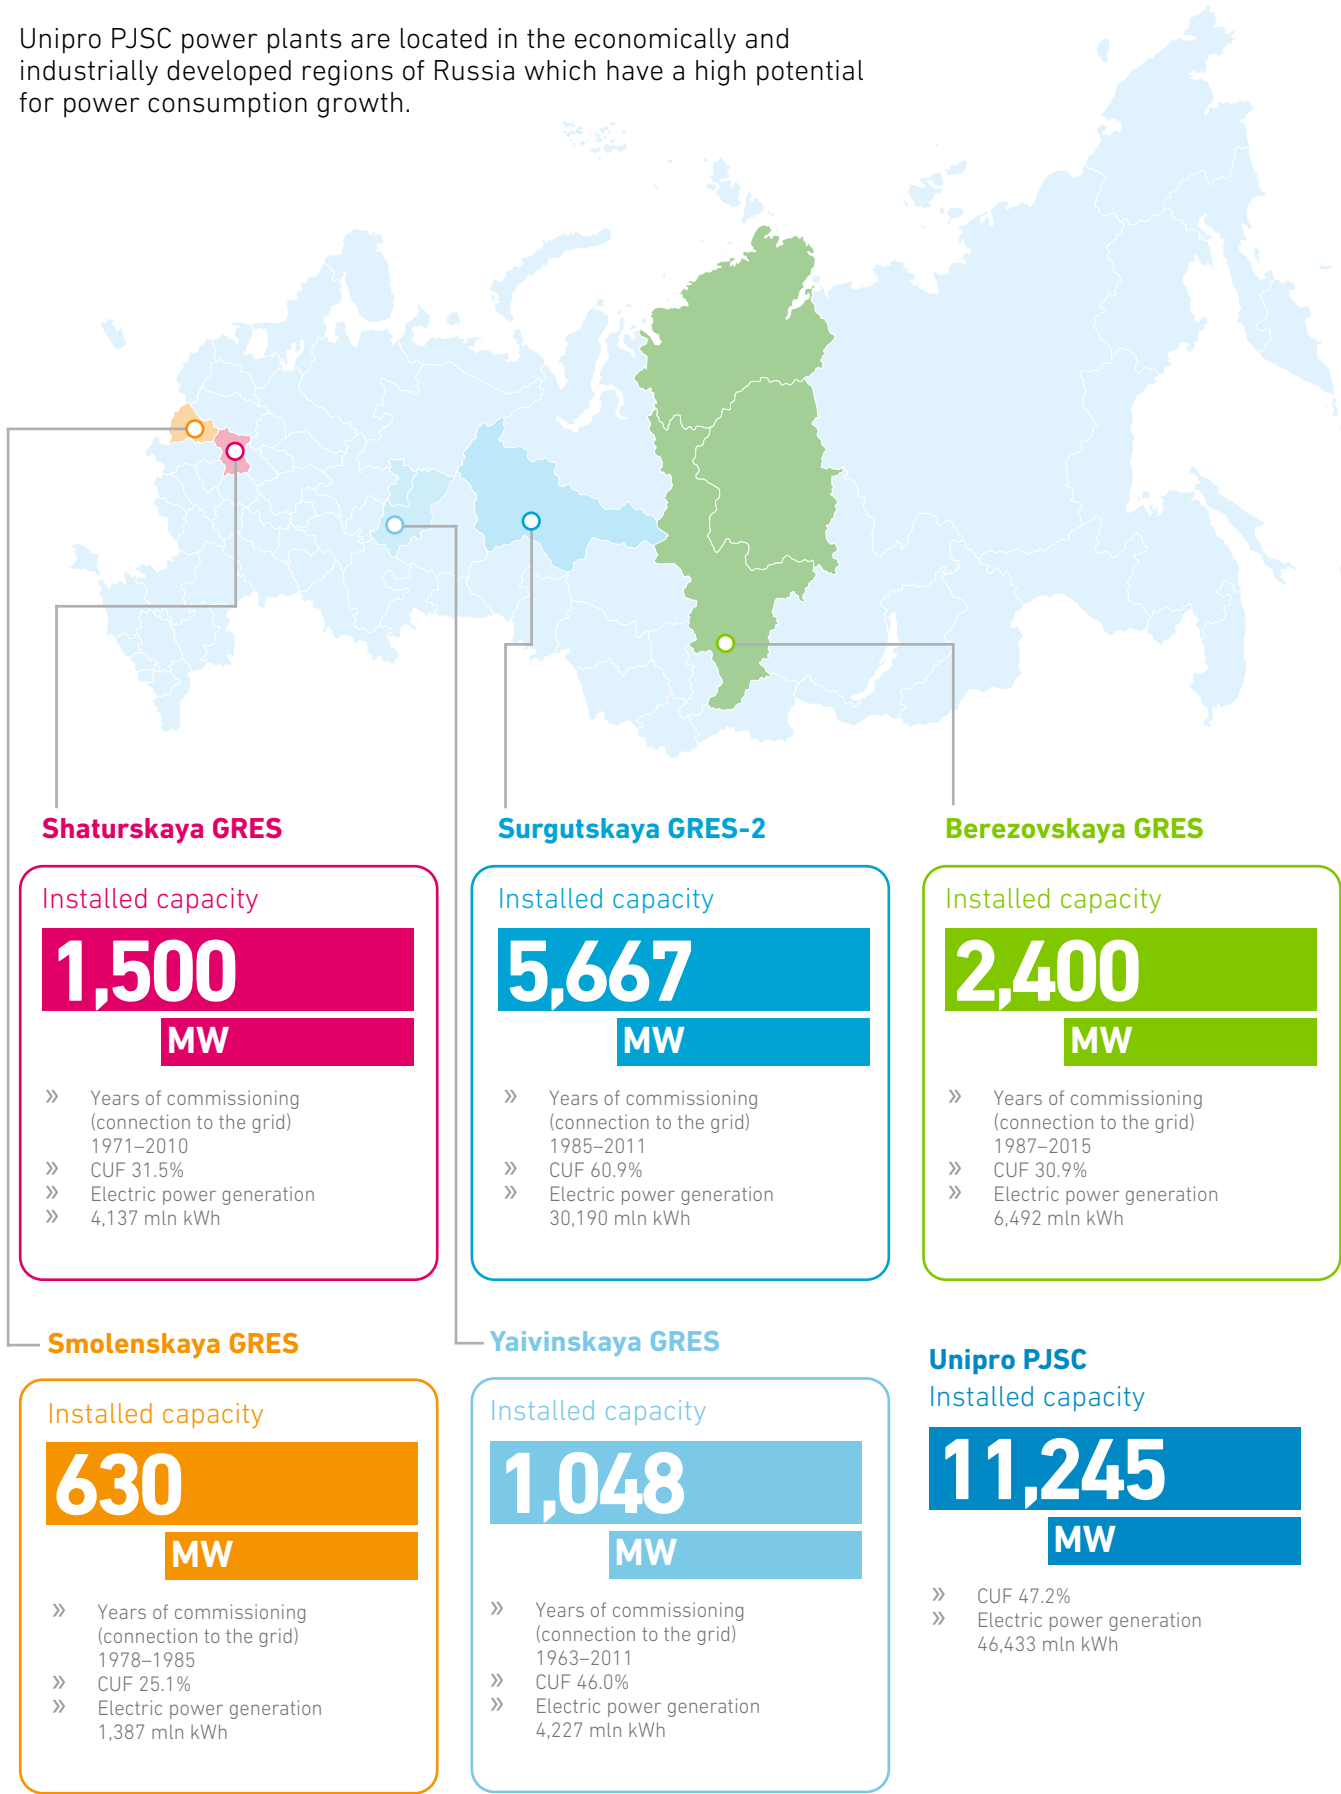 Unipro PJSC power plants are located in the economically and
industrially developed regions of Russia which have a high potential
for power consumption growth.
Shaturskaya GRES
Installed capacity
1,500
MW
» Years of commissioning
(connection to the grid)
1971–2010
» CUF 31.5%
» Electric power generation
» 4,137 mln kWh
Surgutskaya GRES-2
Installed capacity
5,667
MW
» Years of commissioning
(connection to the grid)
1985–2011
» CUF 60.9%
» Electric power generation
30,190 mln kWh
Berezovskaya GRES
Installed capacity
2,400
MW
» Years of commissioning
(connection to the grid)
1987–2015
» CUF 30.9%
» Electric power generation
6,492 mln kWh
Smolenskaya GRES
Installed capacity
630
MW
» Years of commissioning
(connection to the grid)
1978–1985
» CUF 25.1%
» Electric power generation
1,387 mln kWh
Yaivinskaya GRES
Installed capacity
1,048
MW
» Years of commissioning
(connection to the grid)
1963–2011
» CUF 46.0%
» Electric power generation
4,227 mln kWh
Unipro PJSC
Installed capacity
11,245
MW
» CUF 47.2%
» Electric power generation
46,433 mln kWh